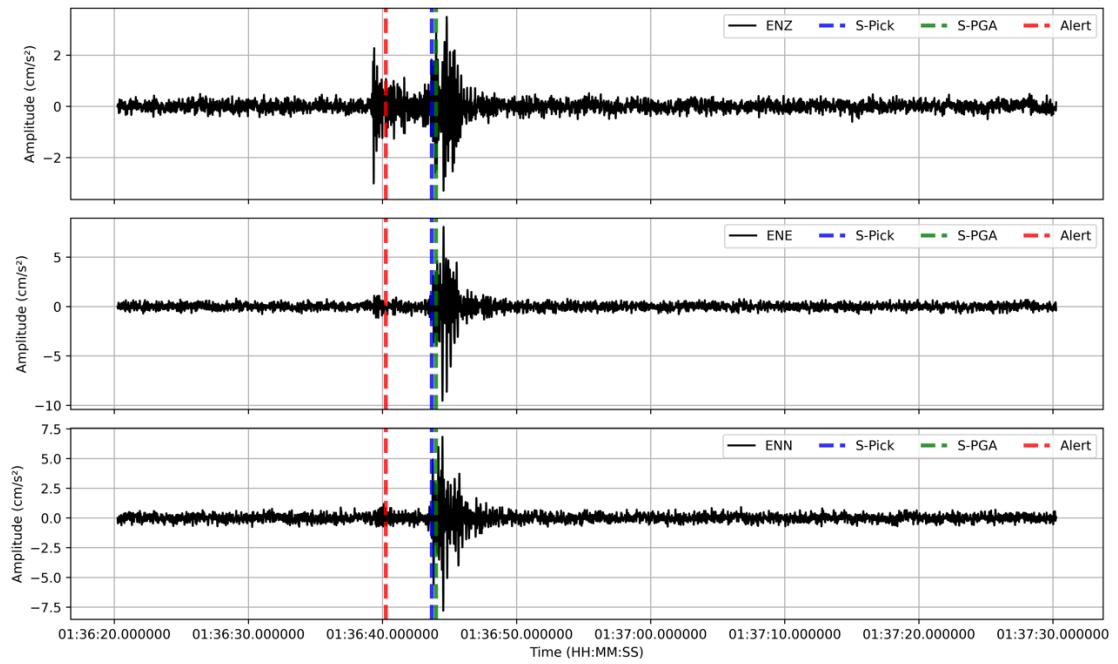 ENZ S-Pick S-PGA Alert
2
0
−2
Amplitude (cm/s²)
ENE S-Pick S-PGA Alert
5
0
−5
−10
Amplitude (cm/s²)
ENN S-Pick S-PGA Alert
7.5
5.0
2.5
0.0
−2.5
−5.0
−7.5
Amplitude (cm/s²)
01:36:20.000000 01:36:30.000000 01:36:40.000000 01:36:50.000000 01:37:00.000000 01:37:10.000000 01:37:20.000000 01:37:30.000000
Time (HH:MM:SS)